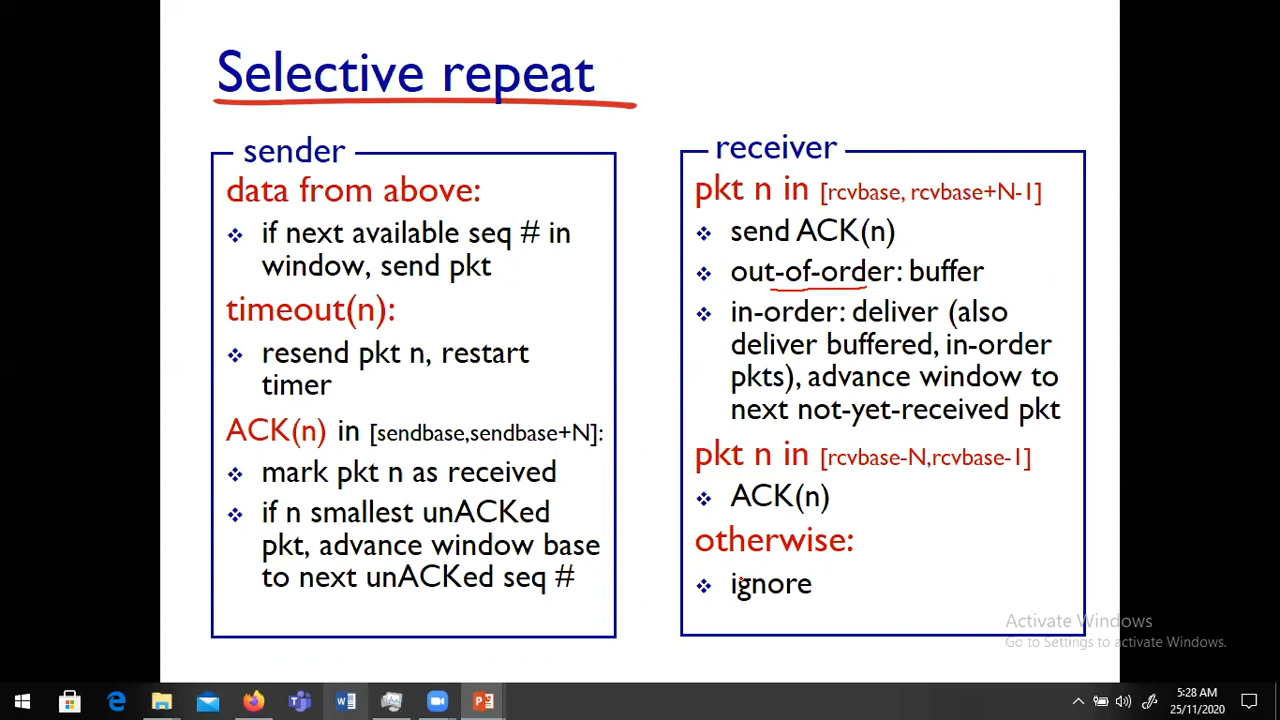 Selective repeat
sender
data from above:
❖ if next available seq # in
window, send pkt
timeout(n):
❖ resend pkt n, restart
timer
ACK(n) in [sendbase,sendbase+N]:
❖ mark pkt n as received
❖ if n smallest unACKed
pkt, advance window base
to next unACKed seq #
receiver
pkt n in [rcvbase, rcvbase+N-1]
❖ send ACK(n)
❖ out-of-order: buffer
❖ in-order: deliver (also
deliver buffered, in-order
pkts), advance window to
next not-yet-received pkt
pkt n in [rcvbase-N,rcvbase-1]
❖ ACK(n)
otherwise:
❖ ignore
Activate Windows
Go to Settings to activate Windows.
5:28 AM
25/11/2020